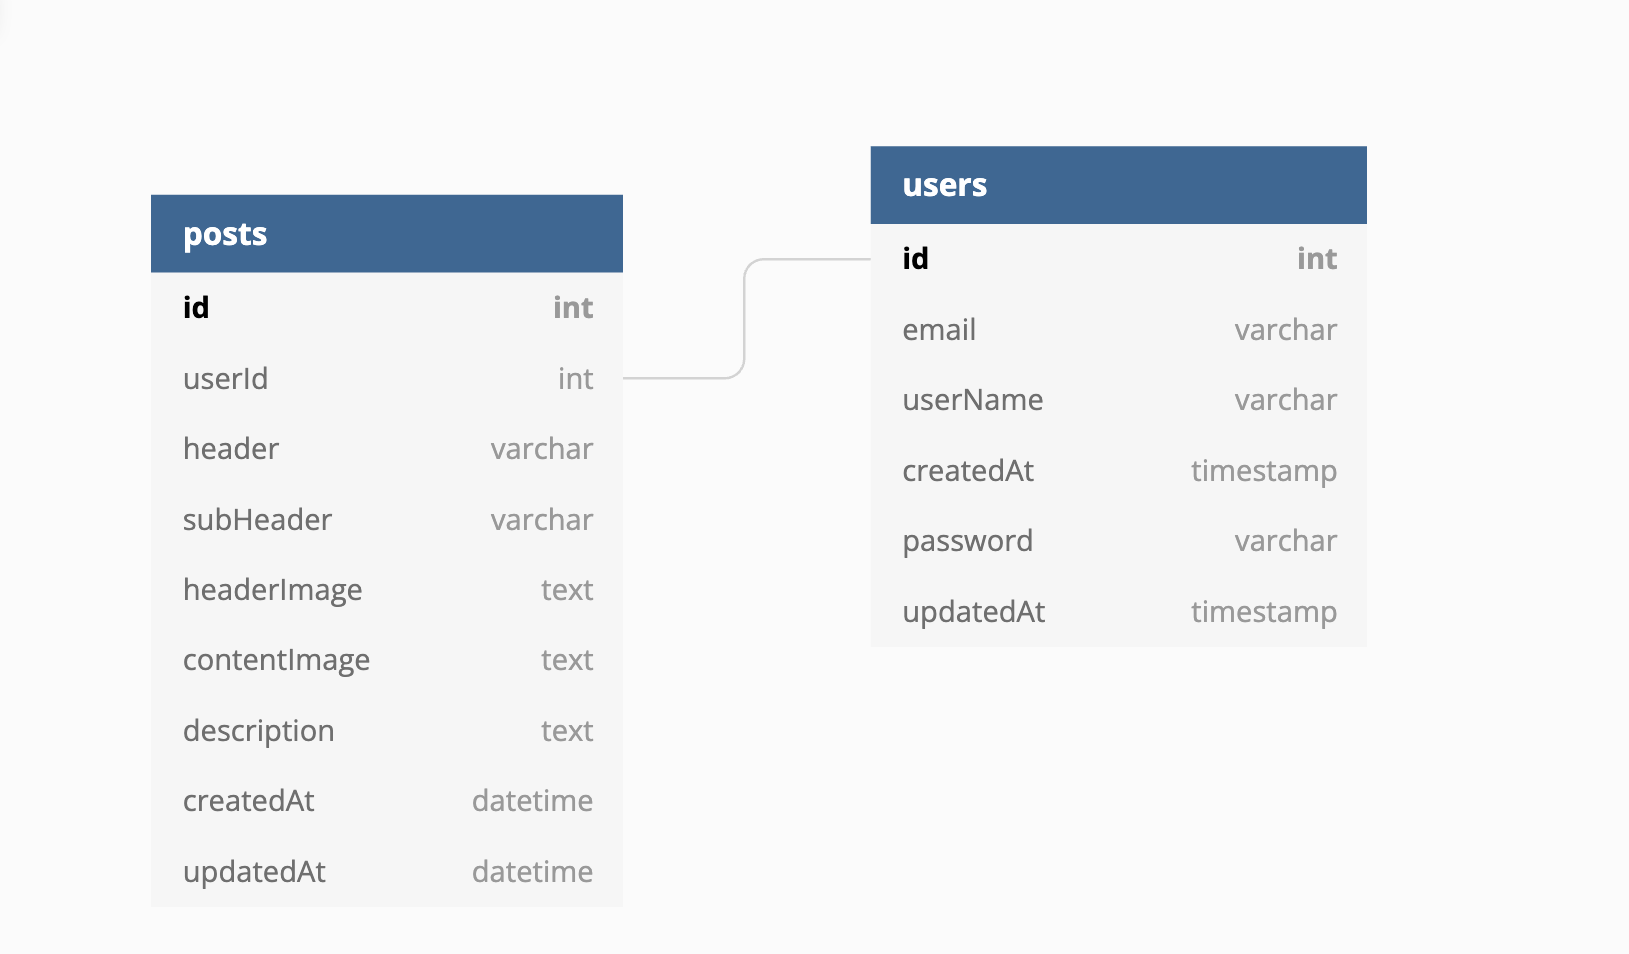 posts
id int
userId int
header varchar
subHeader varchar
headerImage text
contentImage text
description text
createdAt datetime
updatedAt datetime
users
id int
email varchar
userName varchar
createdAt timestamp
password varchar
updatedAt timestamp